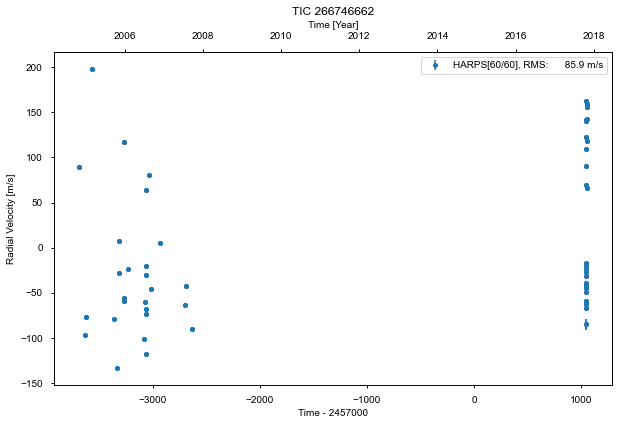 TIC 266746662
Time [Year]
2006 2008 2010 2012 2014 2016 2018
HARPS[60/60], RMS: 85.9 m/s
200
150
100
50
0
−50
−100
−150
Radial Velocity [m/s]
−3000 −2000 −1000 0 1000
Time - 2457000